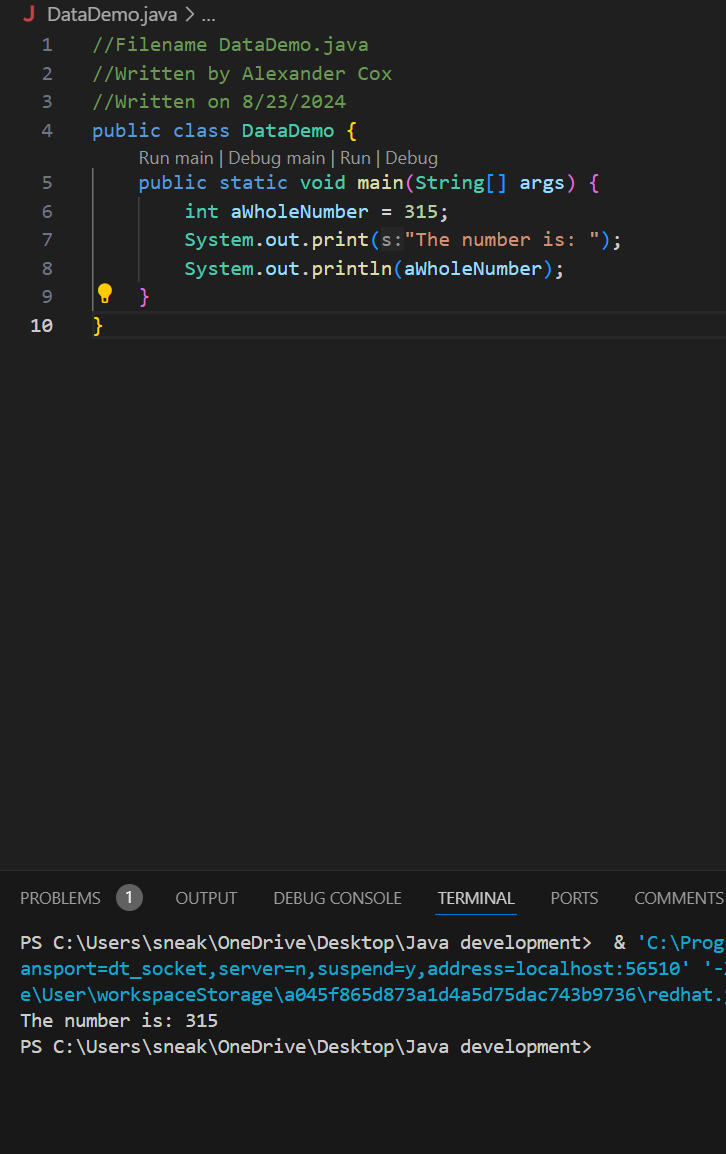 J DataDemo.java > ...
1 //Filename DataDemo.java
2 //Written by Alexander Cox
3 //Written on 8/23/2024
4 public class DataDemo {
Run main | Debug main | Run | Debug
5 public static void main(String[] args) {
6 int aWholeNumber = 315;
7 System.out.print(s:"The number is: ");
8 System.out.println(aWholeNumber);
9 }
10 }
PROBLEMS 1 OUTPUT DEBUG CONSOLE TERMINAL PORTS COMMENTS
PS C:\Users\sneak\OneDrive\Desktop\Java development> & 'C:\Prog
ansport=dt_socket,server=n,suspend=y,address=localhost:56510' '-
e\User\workspaceStorage\a045f865d873a1d4a5d75dac743b9736\redhat.
The number is: 315
PS C:\Users\sneak\OneDrive\Desktop\Java development>